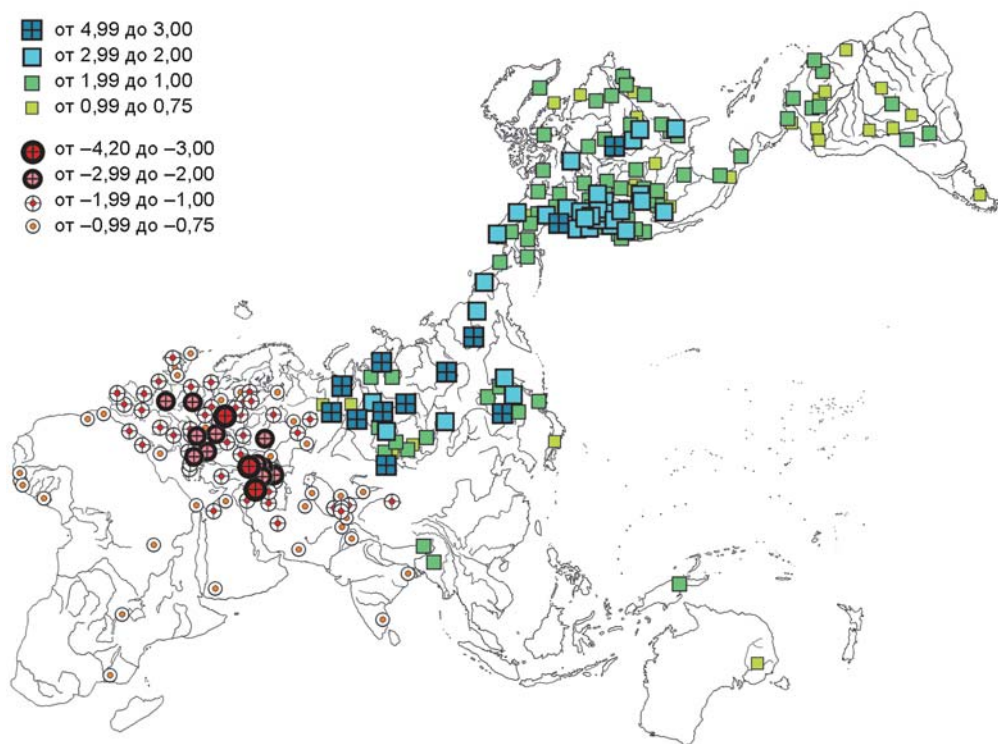 от 4,99 до 3,00
от 2,99 до 2,00
от 1,99 до 1,00
от 0,99 до 0,75
от –4,20 до –3,00
от –2,99 до –2,00
от –1,99 до –1,00
от –0,99 до –0,75